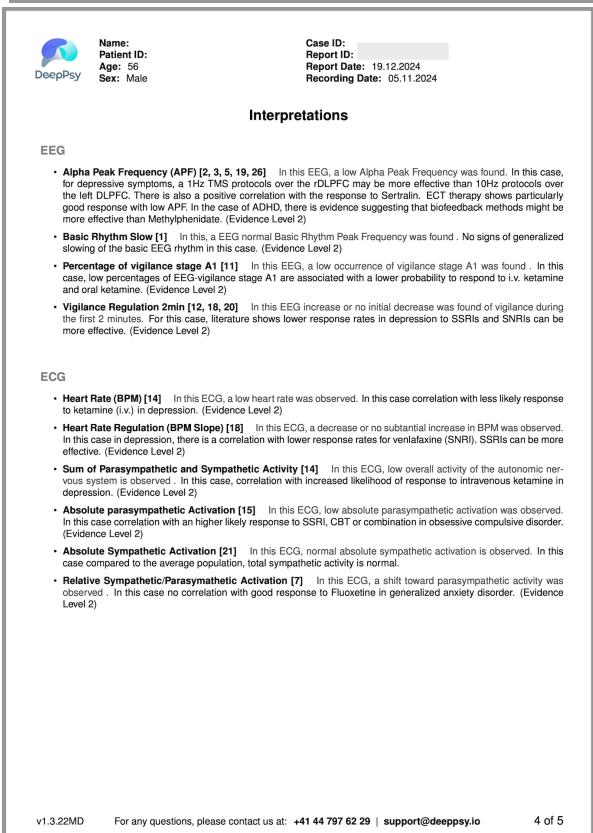 DeepPsy
Name:
Patient ID:
Age: 56
Sex: Male
Case ID:
Report ID:
Report Date: 19.12.2024
Recording Date: 05.11.2024
Interpretations
EEG
• Alpha Peak Frequency (APF) [2, 3, 5, 19, 26] In this EEG, a low Alpha Peak Frequency was found. In this case,
for depressive symptoms, a 1Hz TMS protocols over the rDLPFC may be more effective than 10Hz protocols over
the left DLPFC. There is also a positive correlation with the response to Sertralin. ECT therapy shows particularly
good response with low APF. In the case of ADHD, there is evidence suggesting that biofeedback methods might be
more effective than Methylphenidate. (Evidence Level 2)
• Basic Rhythm Slow [1] In this, a EEG normal Basic Rhythm Peak Frequency was found . No signs of generalized
slowing of the basic EEG rhythm in this case. (Evidence Level 2)
• Percentage of vigilance stage A1 [11] In this EEG, a low occurrence of vigilance stage A1 was found . In this
case, low percentages of EEG-vigilance stage A1 are associated with a lower probability to respond to i.v. ketamine
and oral ketamine. (Evidence Level 2)
• Vigilance Regulation 2min [12, 18, 20] In this EEG increase or no initial decrease was found of vigilance during
the first 2 minutes. For this case, literature shows lower response rates in depression to SSRIs and SNRIs can be
more effective. (Evidence Level 2)
ECG
• Heart Rate (BPM) [14] In this ECG, a low heart rate was observed. In this case correlation with less likely response
to ketamine (i.v.) in depression. (Evidence Level 2)
• Heart Rate Regulation (BPM Slope) [18] In this ECG, a decrease or no subtantial increase in BPM was observed.
In this case in depression, there is a correlation with lower response rates for venlafaxine (SNRI). SSRIs can be more
effective. (Evidence Level 2)
• Sum of Parasympathetic and Sympathetic Activity [14] In this ECG, low overall activity of the autonomic ner-
vous system is observed . In this case, correlation with increased likelihood of response to intravenous ketamine in
depression. (Evidence Level 2)
• Absolute parasympathetic Activation [15] In this ECG, low absolute parasympathetic activation was observed.
In this case correlation with an higher likely response to SSRI, CBT or combination in obsessive compulsive disorder.
(Evidence Level 2)
• Absolute Sympathetic Activation [21] In this ECG, normal absolute sympathetic activation is observed. In this
case compared to the average population, total sympathetic activity is normal.
• Relative Sympathetic/Parasymathetic Activation [7] In this ECG, a shift toward parasympathetic activity was
observed . In this case no correlation with good response to Fluoxetine in generalized anxiety disorder. (Evidence
Level 2)
v1.3.22MD For any questions, please contact us at: +41 44 797 62 29 | support@deeppsy.io 4 of 5